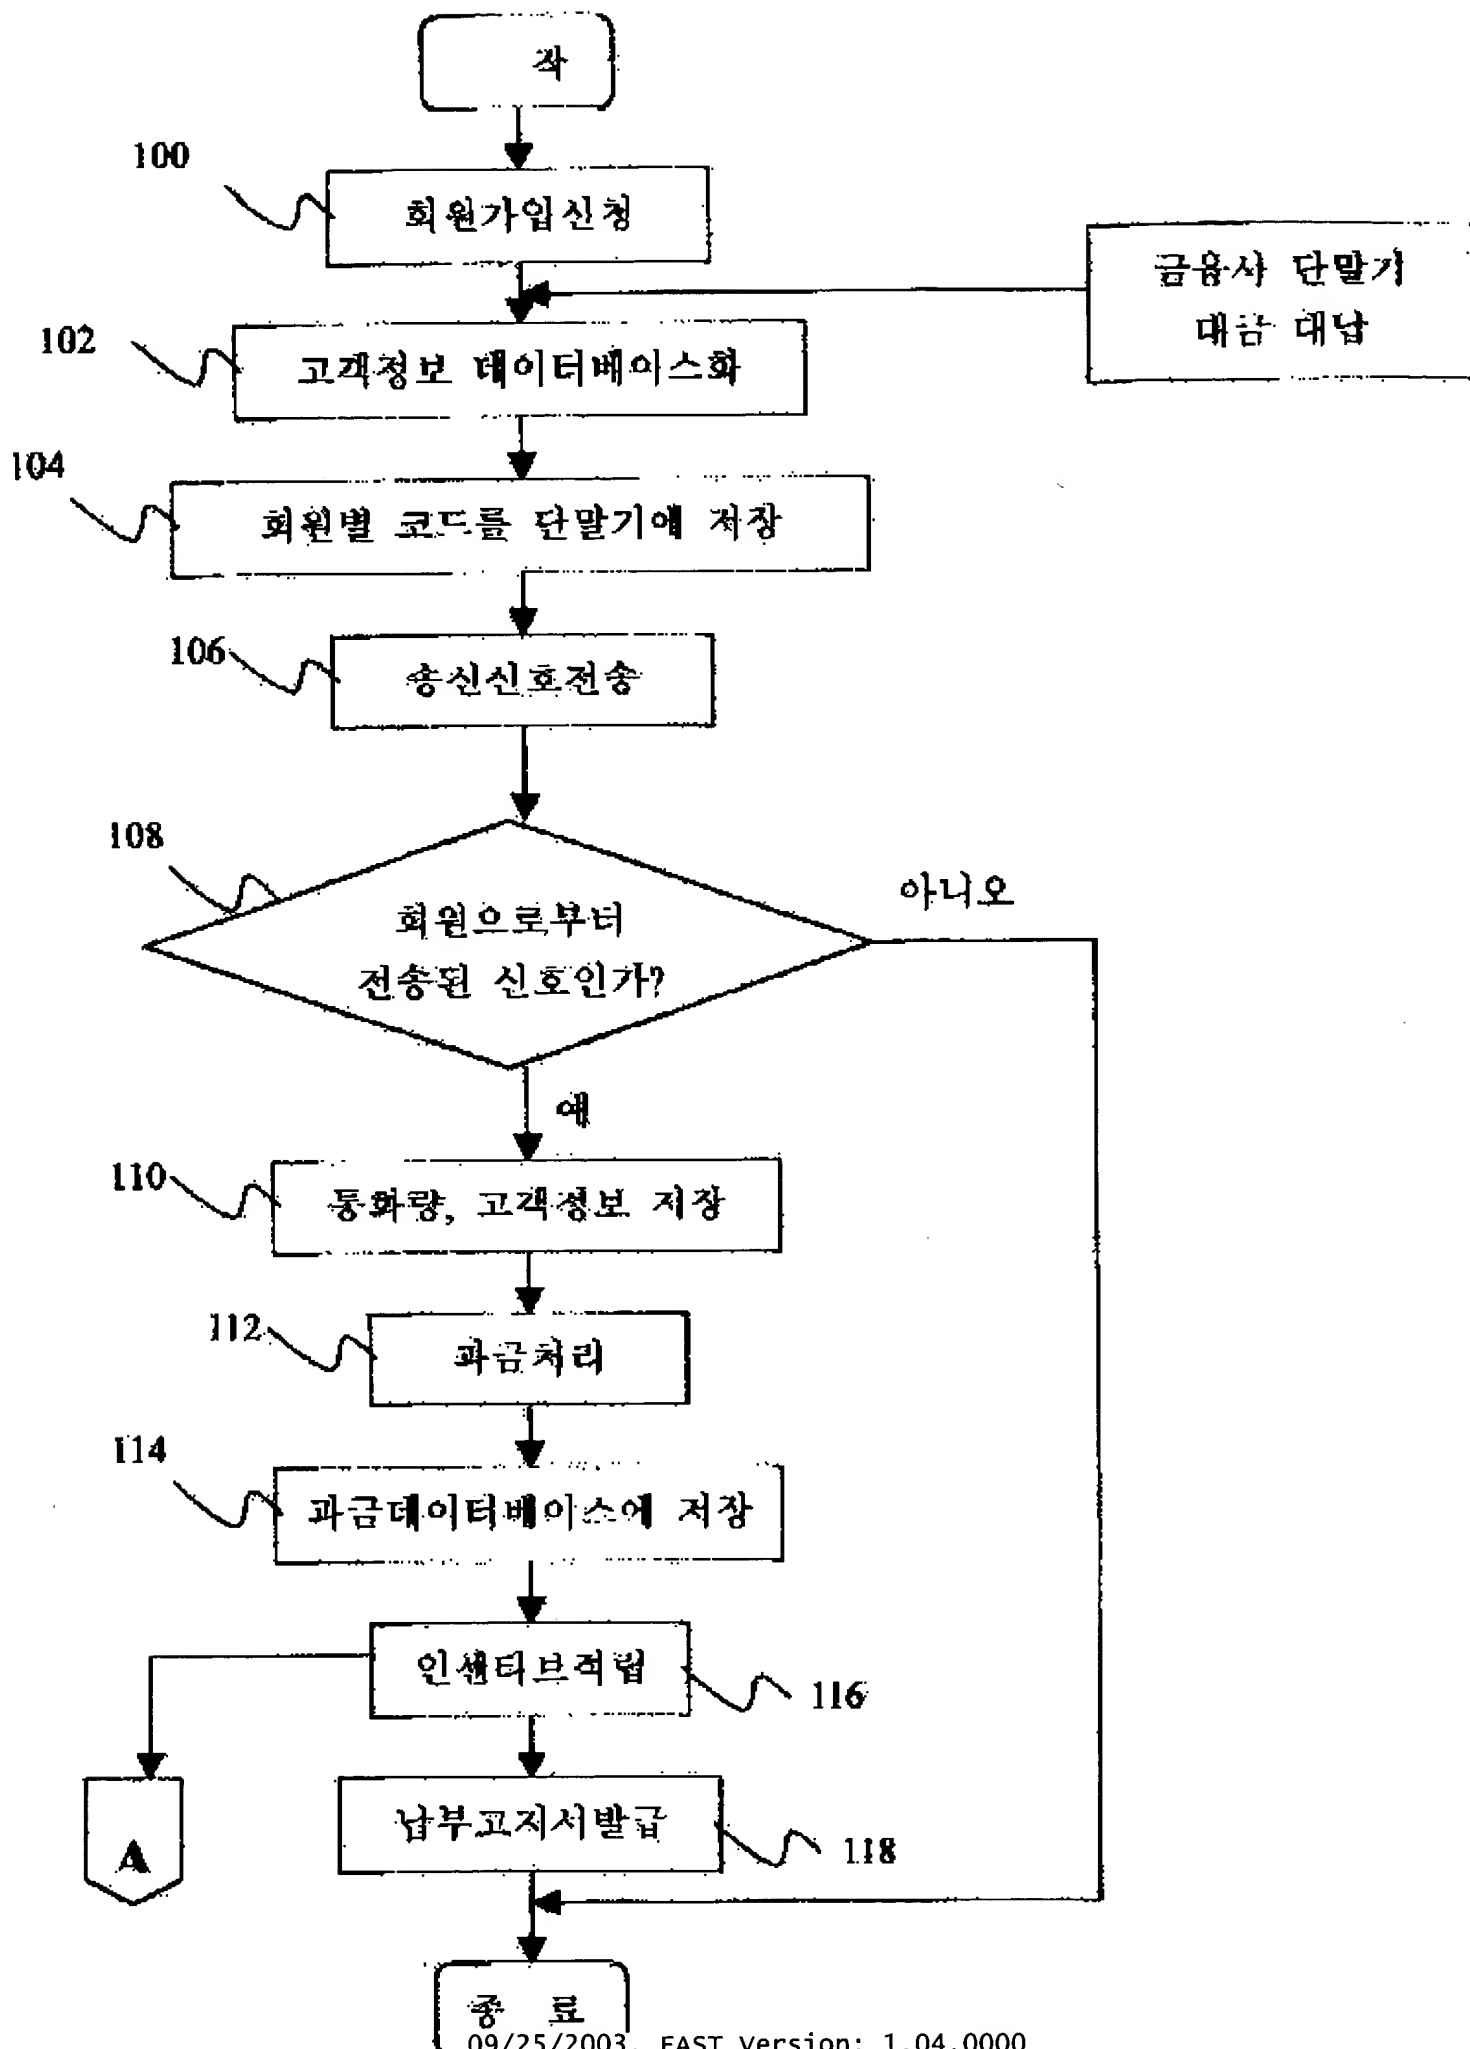 작
100
회원가입신청
금융사 단말기
대금 대납
102
고객정보 데이터베이스화
104
회원별 코드를 단말기에 저장
106
송신신호전송
108
아니오
회원으로부터
전송된 신호인가?
예
110
통화량, 고객정보 저장
112
과금처리
114
과금데이터베이스에 저장
인센티브적립
116
A
납부고지서발급
118
종 료
09/25/2003, EAST Version: 1.04.0000